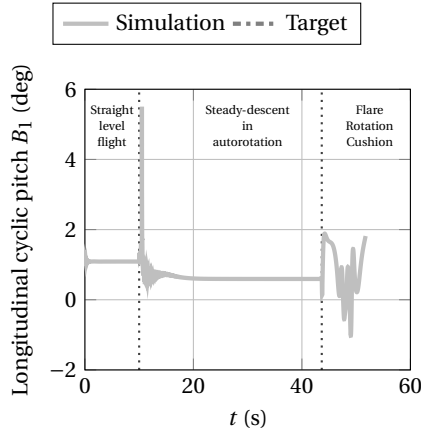 Simulation Target
Longitudinal cyclic pitch B₁ (deg)
6
4
2
0
−2
Straight
level
flight
Steady-descent
in
autorotation
Flare
Rotation
Cushion
0 20 40 60
t (s)